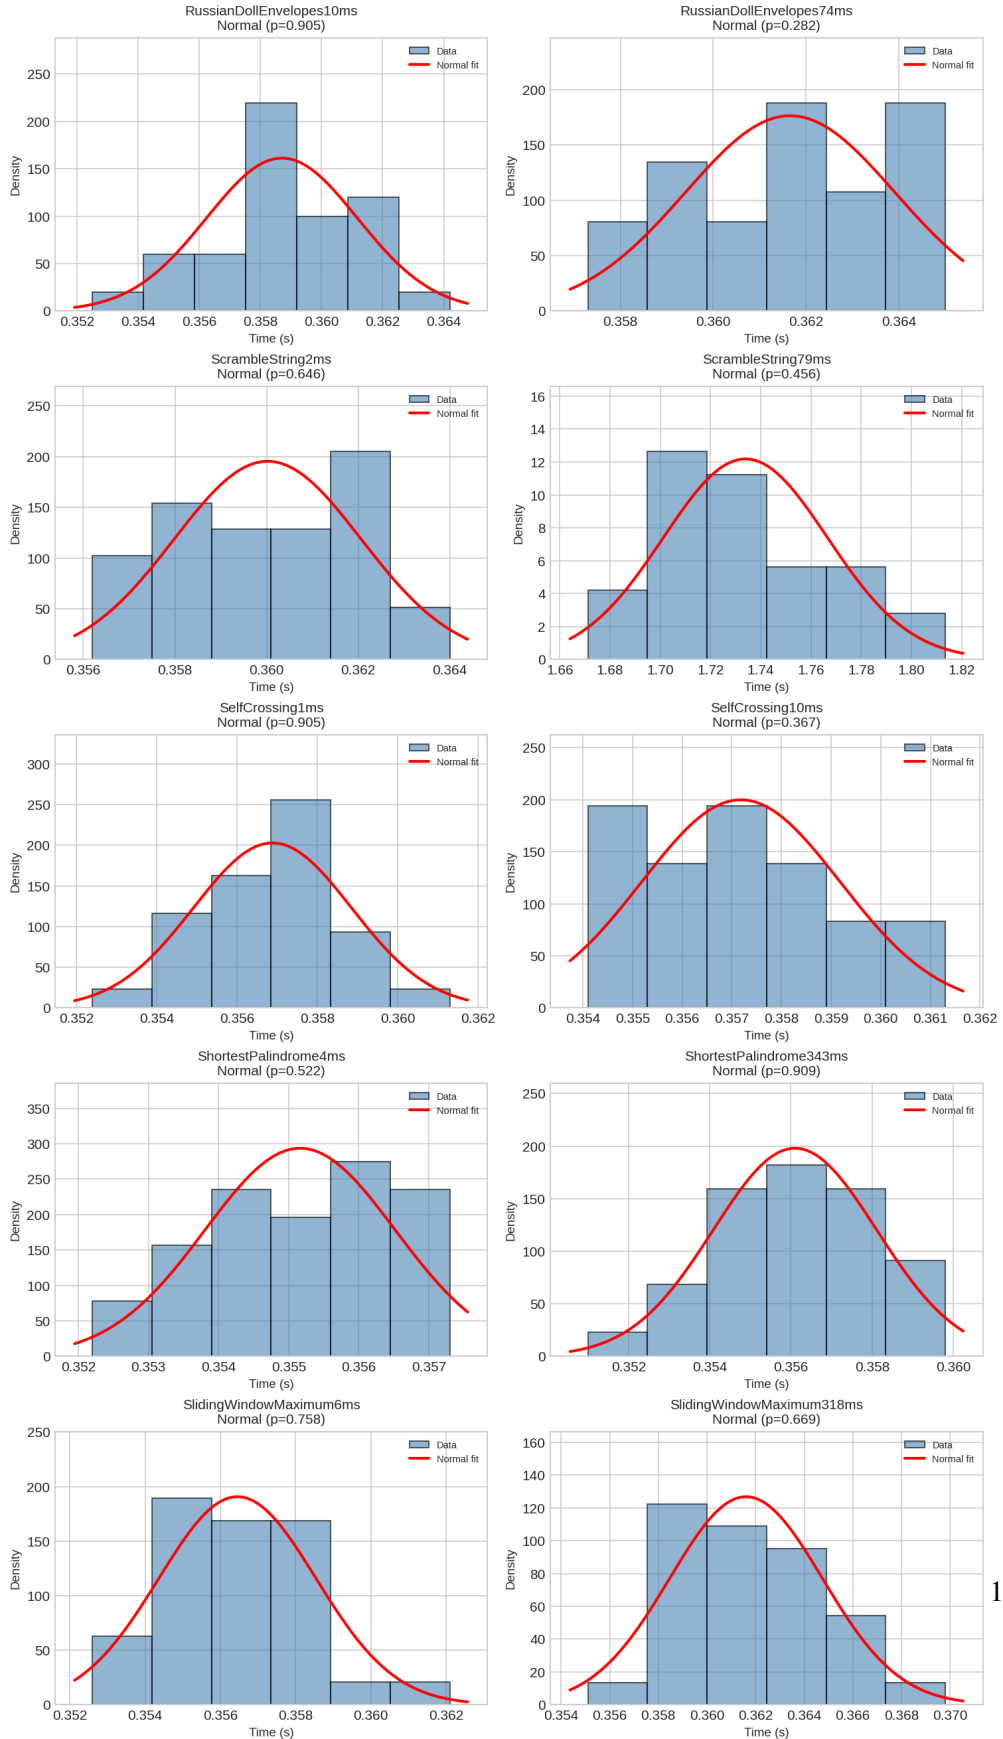 RussianDollEnvelopes10ms
Normal (p=0.905)
Data
Normal fit
Density
250
200
150
100
50
0
0.352 0.354 0.356 0.358 0.360 0.362 0.364
Time (s)
RussianDollEnvelopes74ms
Normal (p=0.282)
Data
Normal fit
Density
200
150
100
50
0
0.358 0.360 0.362 0.364
Time (s)
ScrambleString2ms
Normal (p=0.646)
Data
Normal fit
Density
250
200
150
100
50
0
0.356 0.358 0.360 0.362 0.364
Time (s)
ScrambleString79ms
Normal (p=0.456)
Data
Normal fit
Density
16
14
12
10
8
6
4
2
0
1.66 1.68 1.70 1.72 1.74 1.76 1.78 1.80 1.82
Time (s)
SelfCrossing1ms
Normal (p=0.905)
Data
Normal fit
Density
300
250
200
150
100
50
0
0.352 0.354 0.356 0.358 0.360 0.362
Time (s)
SelfCrossing10ms
Normal (p=0.367)
Data
Normal fit
Density
250
200
150
100
50
0
0.354 0.355 0.356 0.357 0.358 0.359 0.360 0.361 0.362
Time (s)
ShortestPalindrome4ms
Normal (p=0.522)
Data
Normal fit
Density
350
300
250
200
150
100
50
0
0.352 0.353 0.354 0.355 0.356 0.357
Time (s)
ShortestPalindrome343ms
Normal (p=0.909)
Data
Normal fit
Density
250
200
150
100
50
0
0.352 0.354 0.356 0.358 0.360
Time (s)
SlidingWindowMaximum6ms
Normal (p=0.758)
Data
Normal fit
Density
250
200
150
100
50
0
0.352 0.354 0.356 0.358 0.360 0.362
Time (s)
SlidingWindowMaximum318ms
Normal (p=0.669)
Data
Normal fit
Density
160
140
120
100
80
60
40
20
0
0.354 0.356 0.358 0.360 0.362 0.364 0.366 0.368 0.370
Time (s)
1